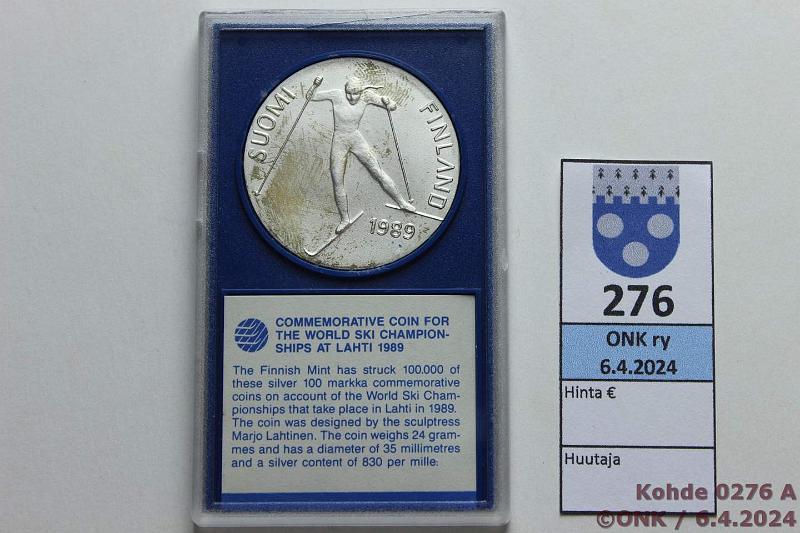 SUOMI
FINLAND
1989
COMMEMORATIVE COIN FOR
THE WORLD SKI CHAMPION-
SHIPS AT LAHTI 1989
The Finnish Mint has struck 100.000 of
these silver 100 markka commemorative
coins on account of the World Ski Cham-
pionships that take place in Lahti in 1989.
The coin was designed by the sculptress
Marjo Lahtinen. The coin weighs 24 gram-
mes and has a diameter of 35 millimetres
and a silver content of 830 per mille.
276
ONK ry
6.4.2024
Hinta €
Huutaja
Kohde 0276 A
©ONK / 6.4.2024